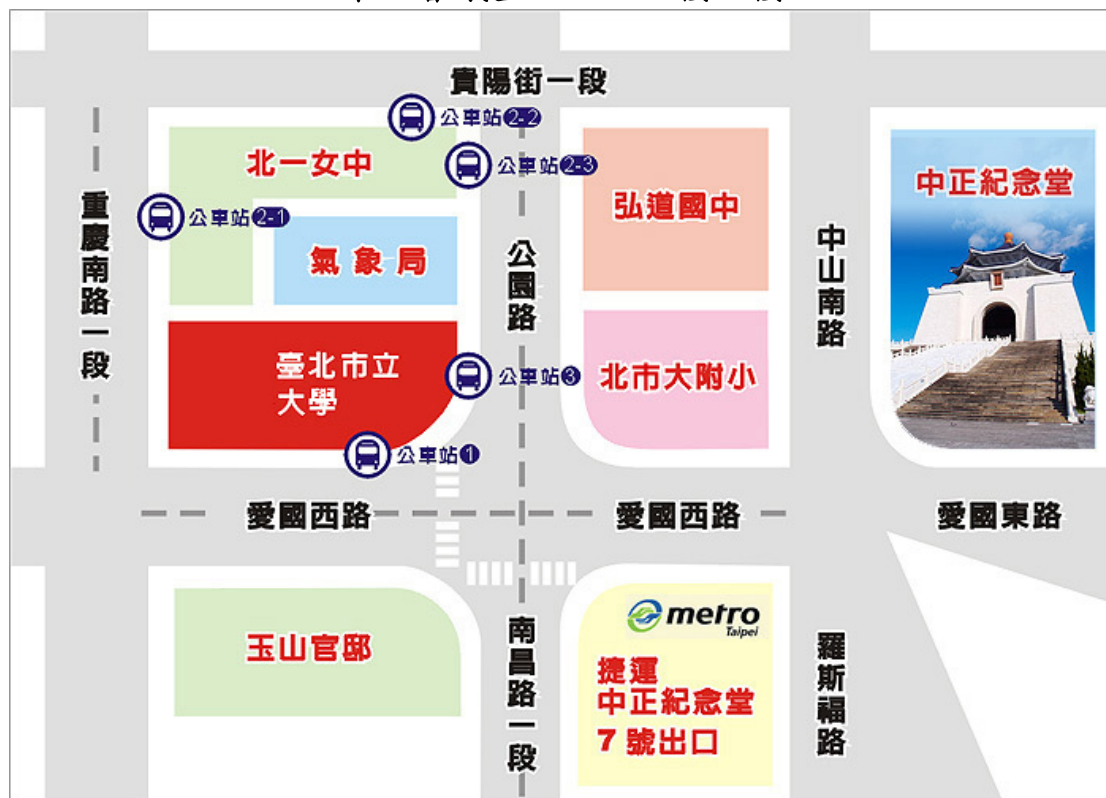 貴陽街一段
公車站2-2
北一女中
公車站2-3
弘道國中
中正紀念堂
公車站2-1
重慶南路一段
氣象局
公園路
中山南路
臺北市立
大學
公車站3
北市大附小
公車站1
愛國西路
愛國西路
愛國東路
玉山官邸
南昌路一段
metro
Taipei
捷運
中正紀念堂
7號出口
羅斯福路